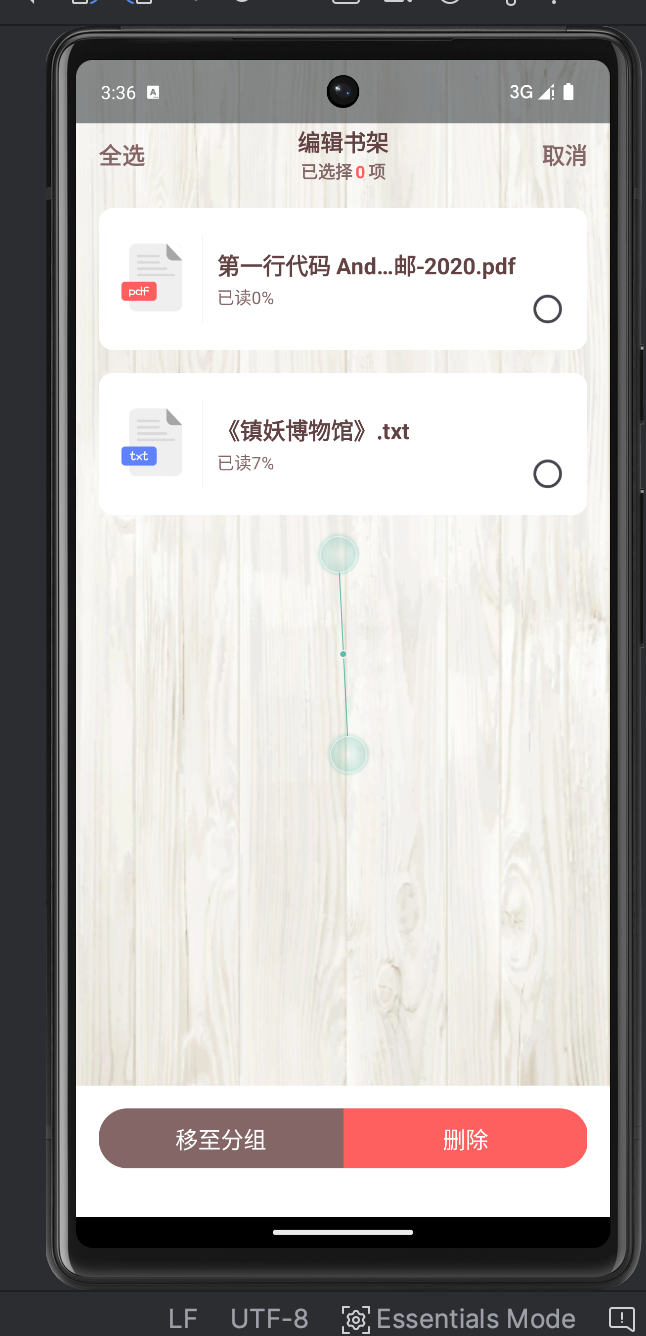 3:36 A 3G
全选 编辑书架 取消
已选择0项
第一行代码 And...邮-2020.pdf
pdf
已读0%
《镇妖博物馆》.txt
txt
已读7%
移至分组 删除
LF UTF-8 Essentials Mode